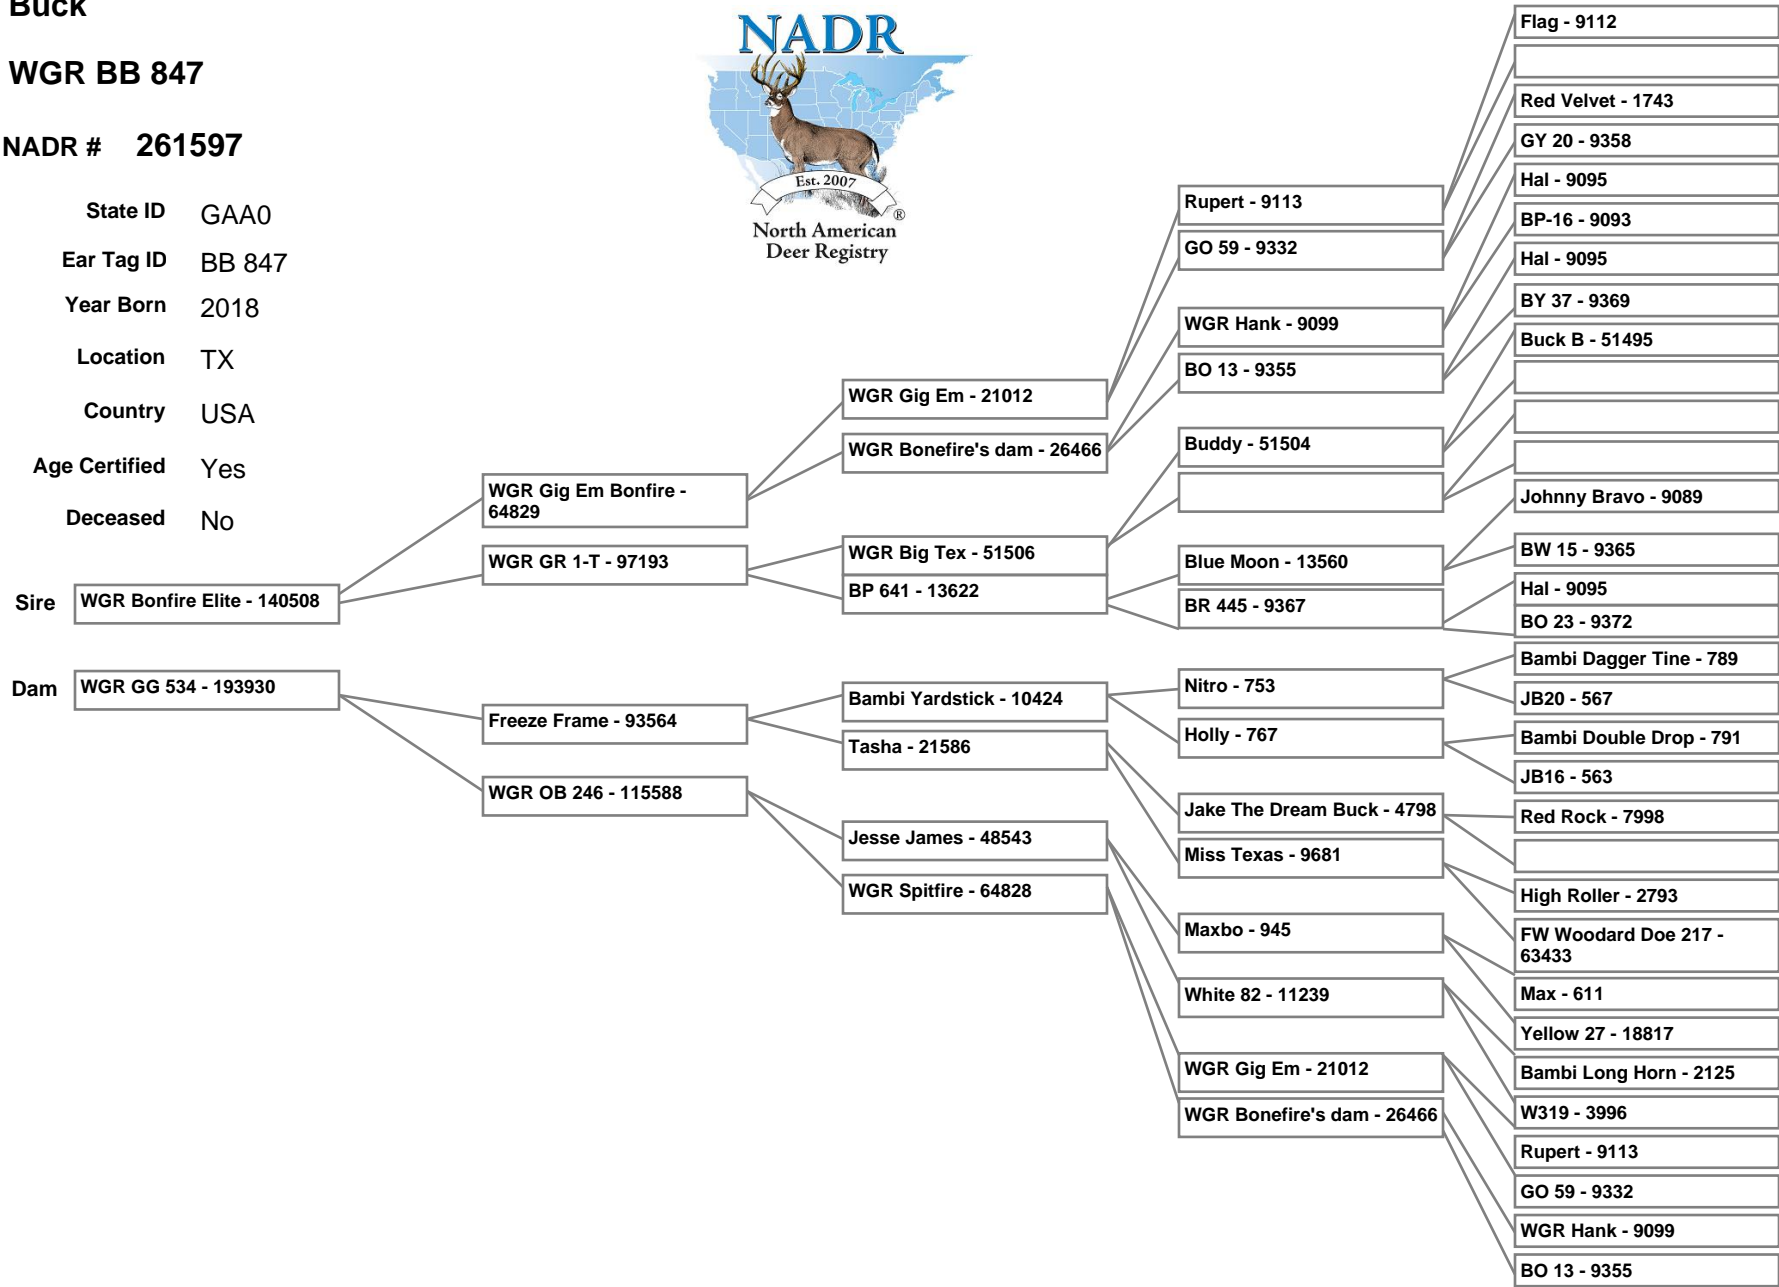 Buck
WGR BB 847
NADR # 261597
State ID GAA0
Ear Tag ID BB 847
Year Born 2018
Location TX
Country USA
Age Certified Yes
Deceased No
NADR
Est. 2007
®
North American
Deer Registry
Sire WGR Bonfire Elite - 140508
Dam WGR GG 534 - 193930
WGR Gig Em Bonfire -
64829
WGR GR 1-T - 97193
Freeze Frame - 93564
WGR OB 246 - 115588
WGR Gig Em - 21012
WGR Bonefire's dam - 26466
WGR Big Tex - 51506
BP 641 - 13622
Bambi Yardstick - 10424
Tasha - 21586
Jesse James - 48543
WGR Spitfire - 64828
Rupert - 9113
GO 59 - 9332
WGR Hank - 9099
BO 13 - 9355
Buddy - 51504
Blue Moon - 13560
BR 445 - 9367
Nitro - 753
Holly - 767
Jake The Dream Buck - 4798
Miss Texas - 9681
Maxbo - 945
White 82 - 11239
WGR Gig Em - 21012
WGR Bonefire's dam - 26466
Flag - 9112
Red Velvet - 1743
GY 20 - 9358
Hal - 9095
BP-16 - 9093
Hal - 9095
BY 37 - 9369
Buck B - 51495
Johnny Bravo - 9089
BW 15 - 9365
Hal - 9095
BO 23 - 9372
Bambi Dagger Tine - 789
JB20 - 567
Bambi Double Drop - 791
JB16 - 563
Red Rock - 7998
High Roller - 2793
FW Woodard Doe 217 -
63433
Max - 611
Yellow 27 - 18817
Bambi Long Horn - 2125
W319 - 3996
Rupert - 9113
GO 59 - 9332
WGR Hank - 9099
BO 13 - 9355